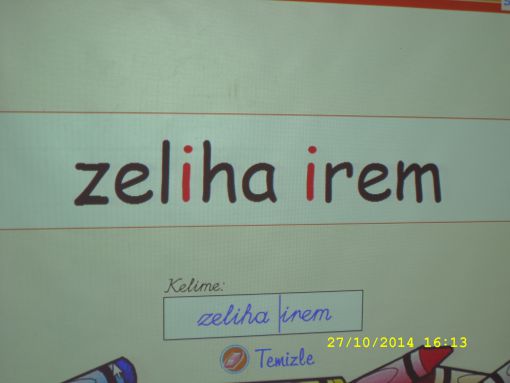 zeliha irem
Kelime:
zeliha irem
27/10/2014 16:13
Temizle